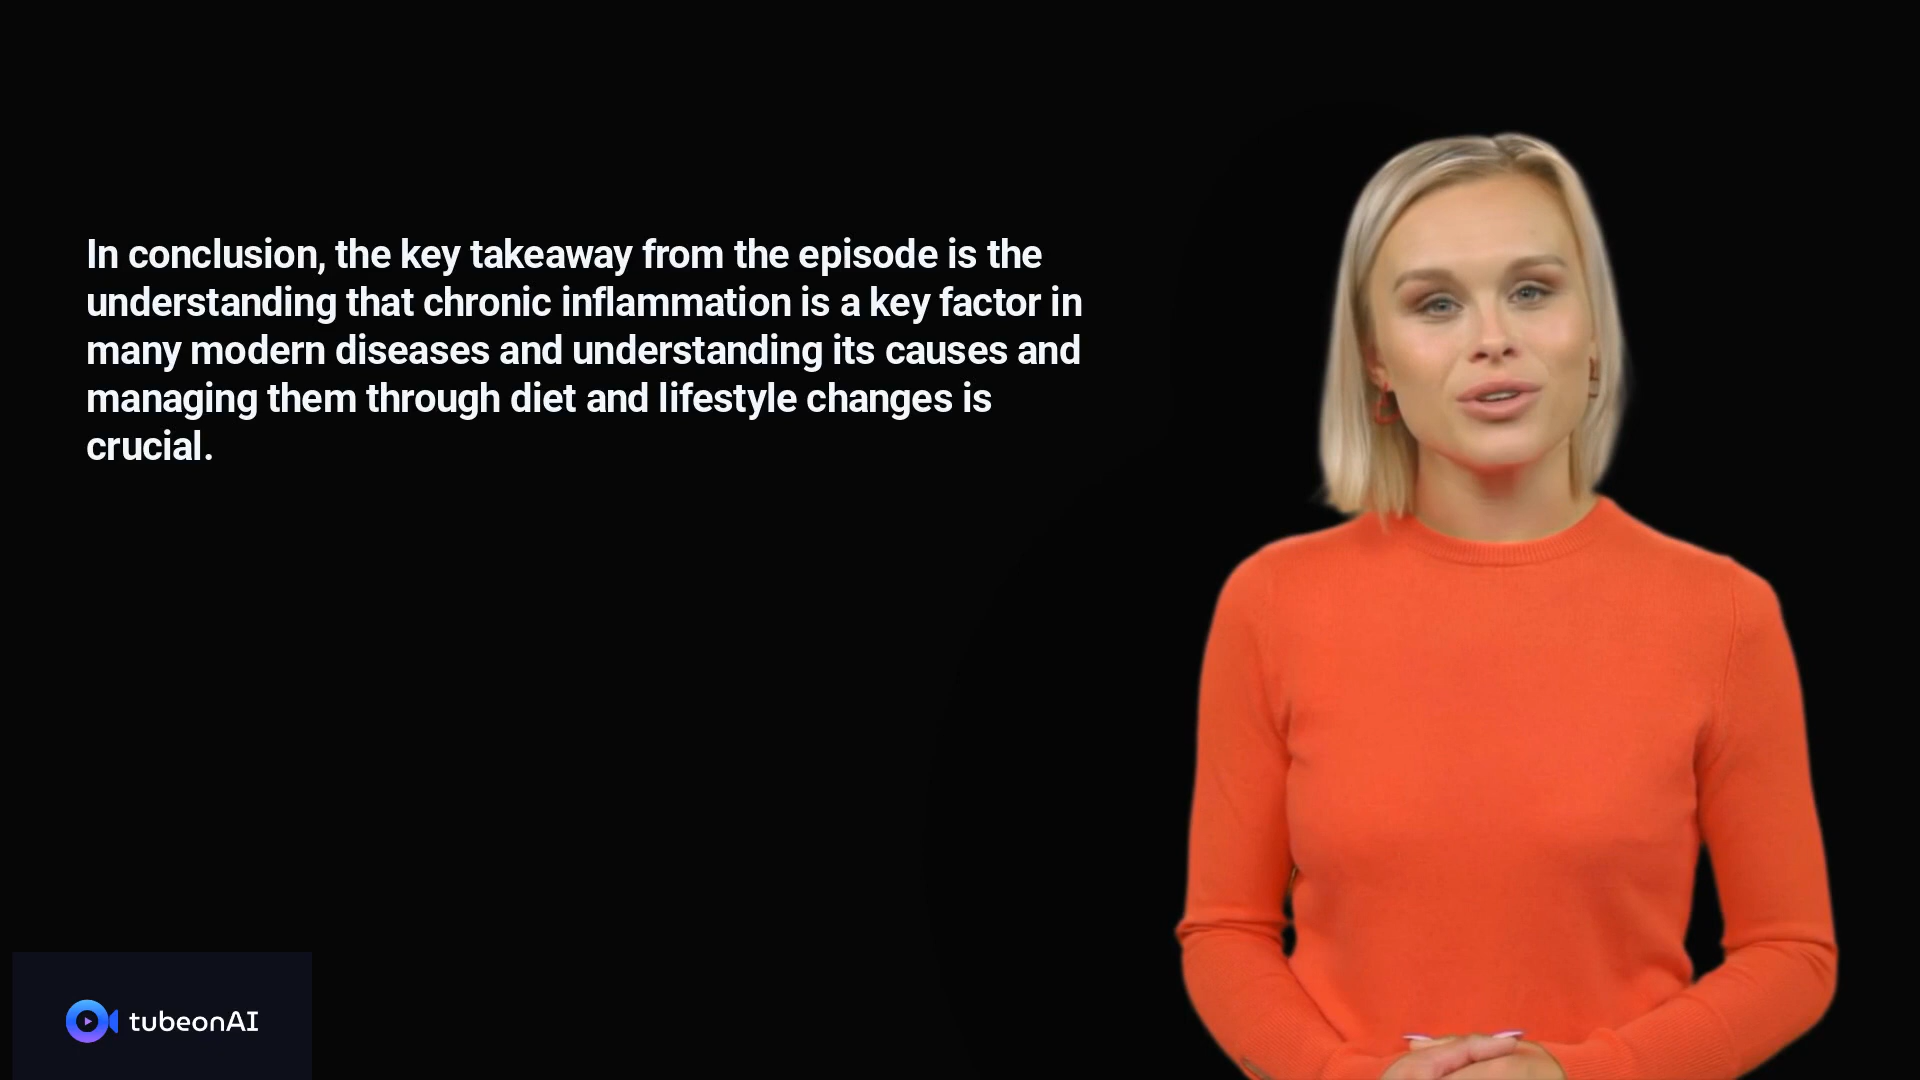 In conclusion, the key takeaway from the episode is the
understanding that chronic inflammation is a key factor in
many modern diseases and understanding its causes and
managing them through diet and lifestyle changes is
crucial.
tubeonAI